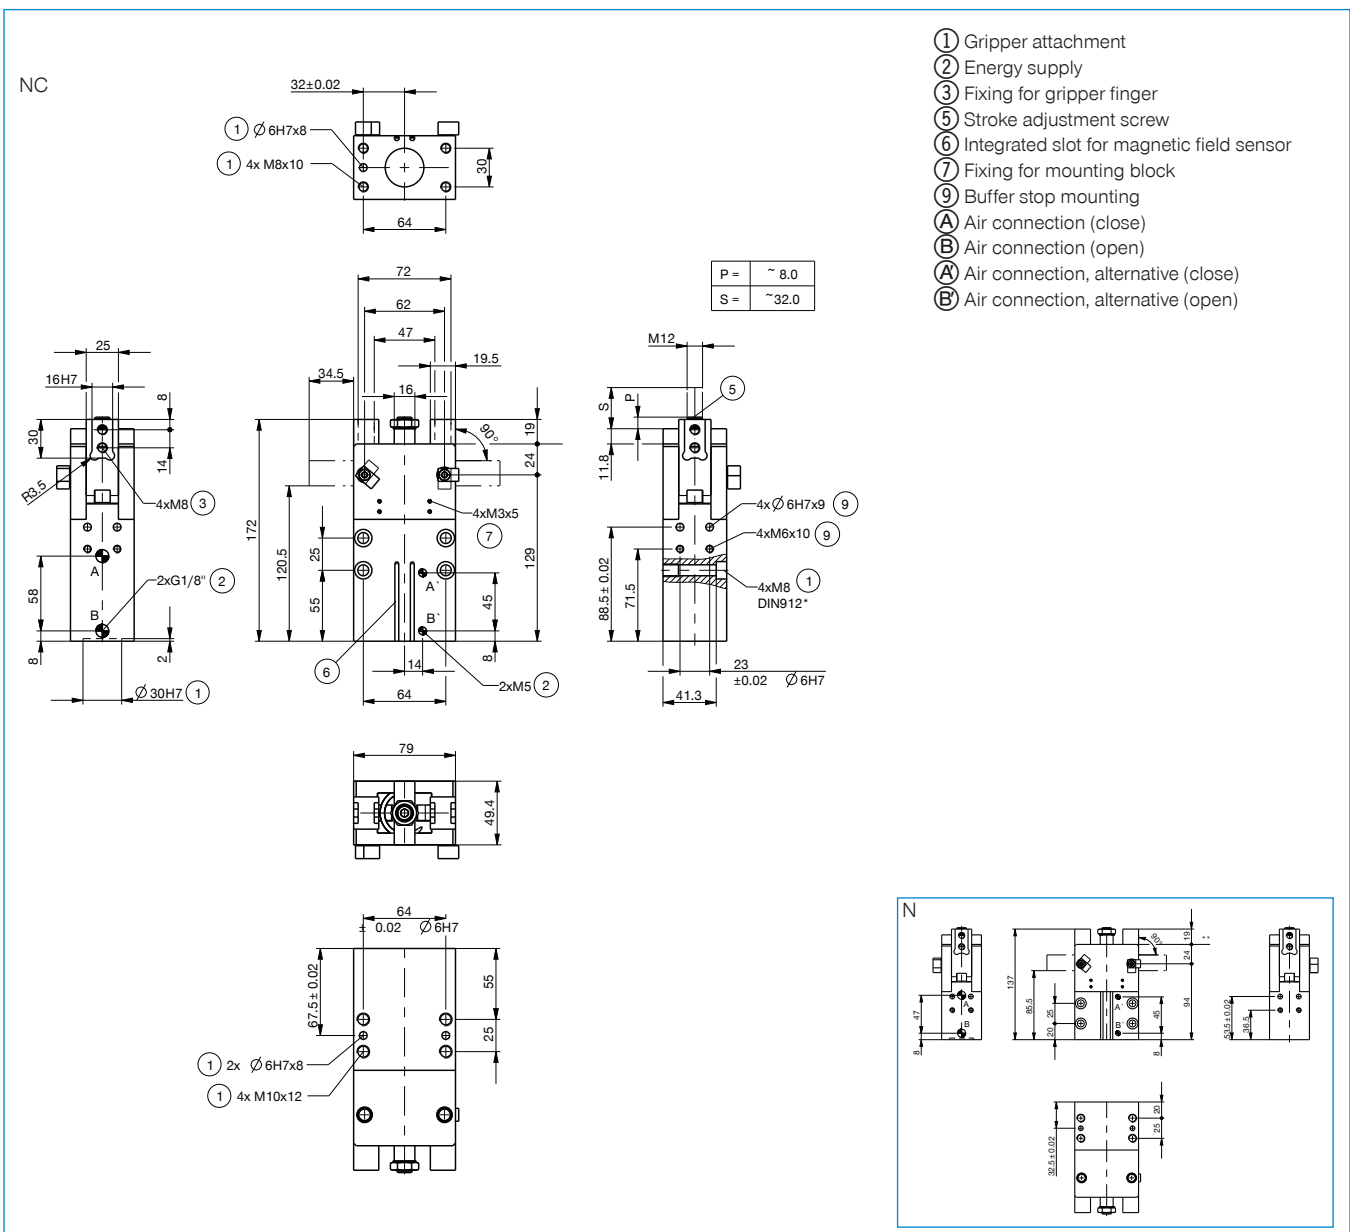 NC
① Gripper attachment
② Energy supply
③ Fixing for gripper finger
⑤ Stroke adjustment screw
⑥ Integrated slot for magnetic field sensor
⑦ Fixing for mounting block
⑨ Buffer stop mounting
Ⓐ Air connection (close)
Ⓑ Air connection (open)
A' Air connection, alternative (close)
B' Air connection, alternative (open)
32±0.02
① Ø 6H7x8
① 4x M8x10
30
64
P = ~ 8.0
S = ~32.0
25
16H7
8
30
14
R3.5
4xM8 ③
A
58
2xG1/8" ②
B
8
2
Ø 30H7 ①
72
62
47
19.5
34.5
16
90°
19
24
4xM3x5
⑦
172
120.5
25
55
129
A`
45
B`
8
⑥
14
2xM5 ②
64
M12
S
P
⑤
11.8
4x Ø 6H7x9 ⑨
4xM6x10 ⑨
4xM8 ①
DIN912*
88.5 ± 0.02
71.5
23
±0.02 Ø 6H7
41.3
79
49.4
64
± 0.02 Ø 6H7
67.5 ± 0.02
55
25
① 2x Ø 6H7x8
① 4x M10x12
N
47
8
A
B
137
85.5
25
20
90°
19
24
94
A`
45
B`
8
53.5 ± 0.02
36.5
32.5 ± 0.02
20
25